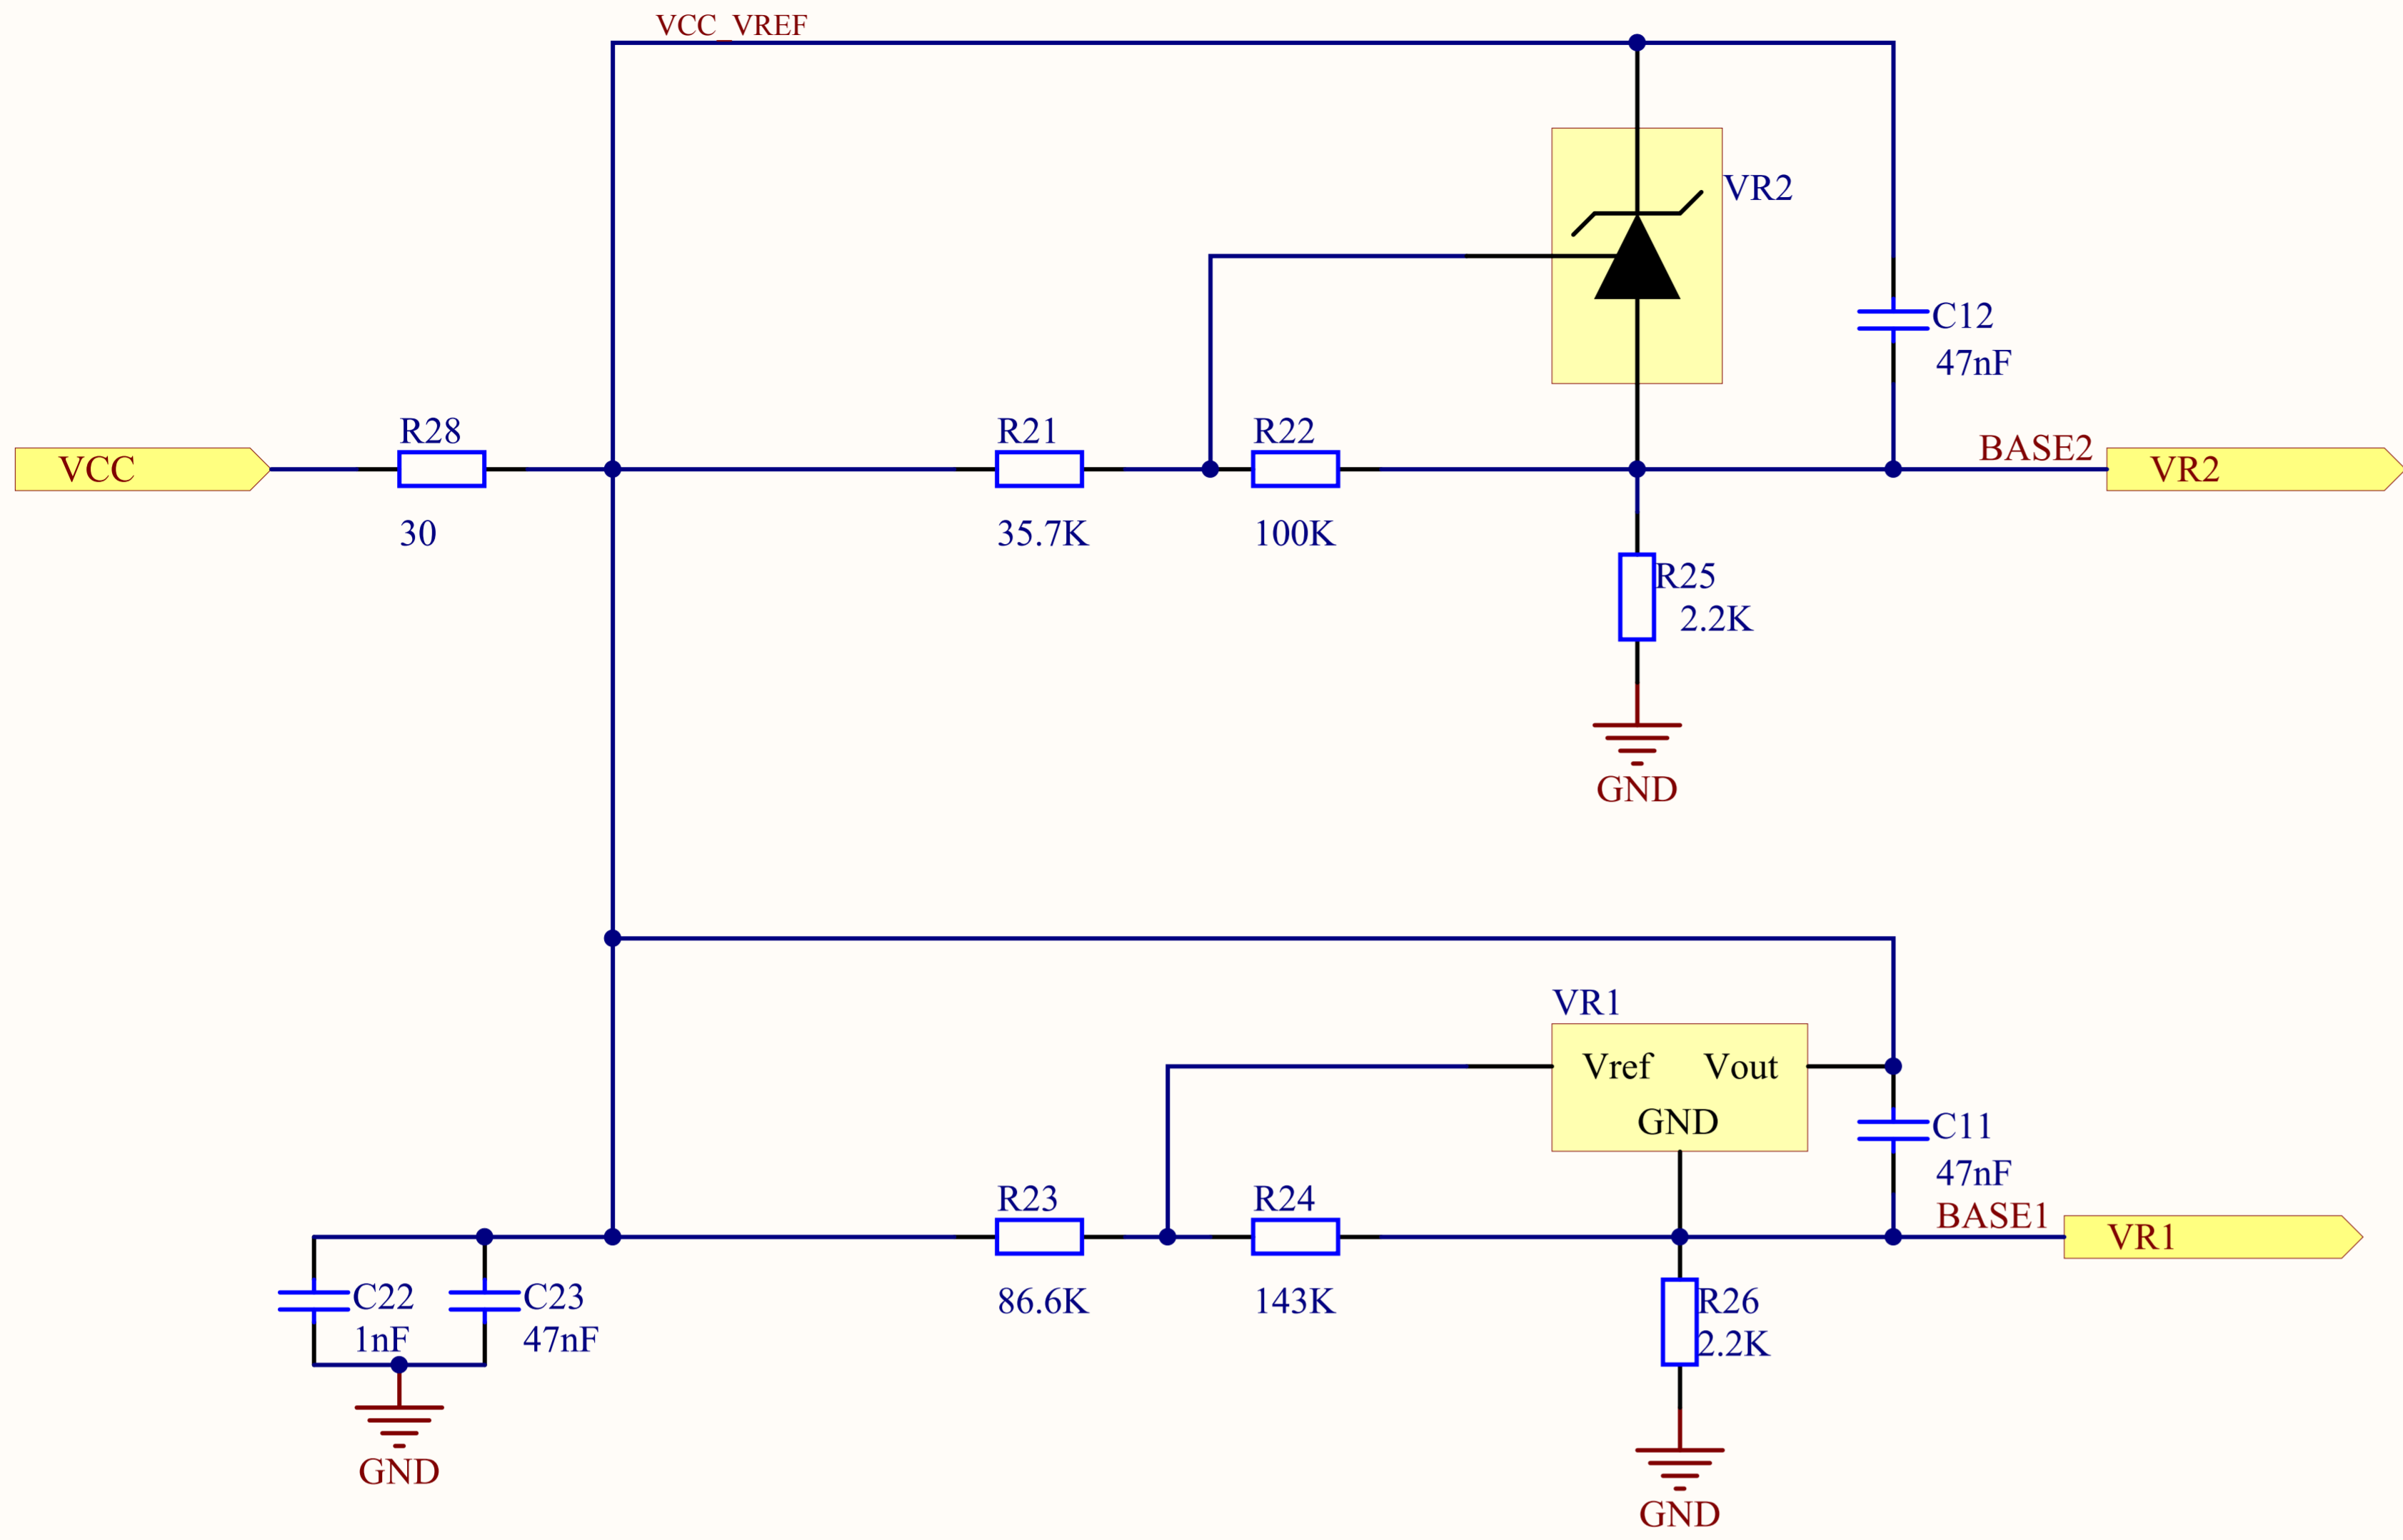 VCC_VREF
VR2
C12
47nF
R28
R21
R22
BASE2
VCC
VR2
30
35.7K
100K
R25
2.2K
GND
VR1
Vref
Vout
GND
C11
47nF
R23
R24
BASE1
VR1
86.6K
143K
C22
1nF
C23
47nF
R26
2.2K
GND
GND